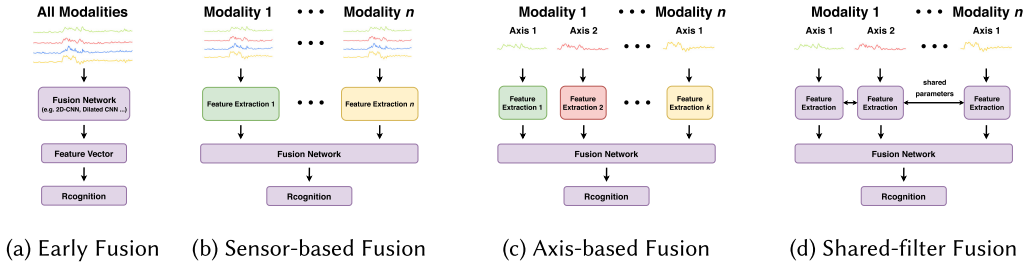 All Modalities
Fusion Network
(e.g. 2D-CNN, Dilated CNN ...)
Feature Vector
Rcognition
(a) Early Fusion
Modality 1
Modality n
Feature Extraction 1
Feature Extraction n
Fusion Network
Rcognition
(b) Sensor-based Fusion
Modality 1
Modality n
Axis 1
Axis 2
Axis 1
Feature
Extraction 1
Feature
Extraction 2
Feature
Extraction k
Fusion Network
Rcognition
(c) Axis-based Fusion
Modality 1
Modality n
Axis 1
Axis 2
Axis 1
shared
parameters
Feature
Extraction
Feature
Extraction
Feature
Extraction
Fusion Network
Rcognition
(d) Shared-filter Fusion